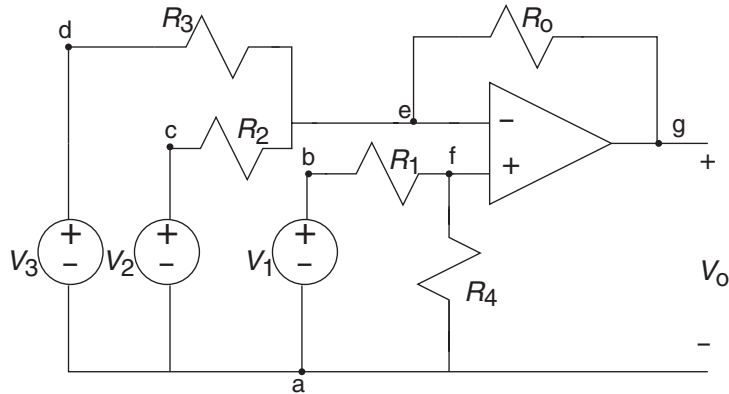 R3
Ro
d
c
R2
e
g
b
R1
f
−
+
+
+
−
V3
+
−
V2
+
−
V1
R4
Vo
−
a